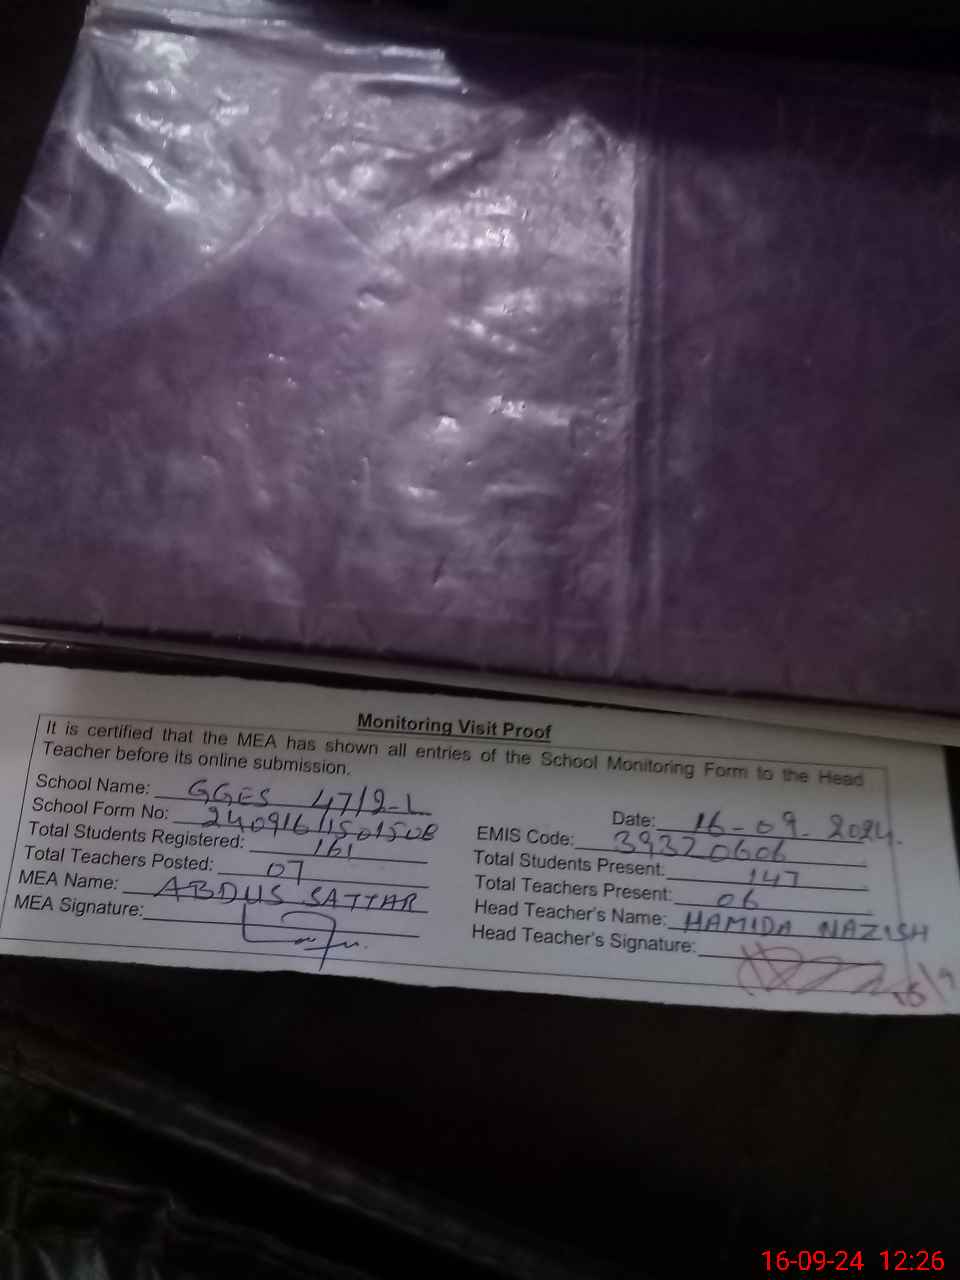 Monitoring Visit Proof
It is certified that the MEA has shown all entries of the School Monitoring Form to the Head
Teacher before its online submission.
School Name: GGES 47/2-L
Date: 16-09-2024.
School Form No: 24091611501508
EMIS Code: 39320606
Total Students Registered: 161
Total Students Present: 147
Total Teachers Posted: 07
Total Teachers Present: 06
MEA Name: ABDUS SATTAR
Head Teacher's Name: HAMIDA NAZISH
MEA Signature:
Head Teacher's Signature:
16-09-24 12:26